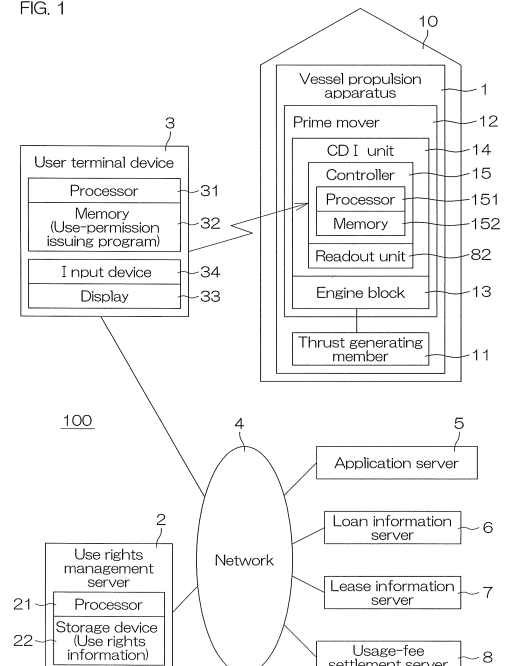 FIG. 1
10
Vessel propulsion
apparatus
1
Prime mover
12
CDI unit
14
Controller
15
Processor
151
Memory
152
Readout unit
82
Engine block
13
Thrust generating
member
11
3
User terminal device
Processor
31
Memory
(Use-permission
issuing program)
32
Input device
34
Display
33
100
4
Network
5
Application server
Loan information
server
6
Lease information
server
7
Usage-fee
settlement server
8
2
Use rights
management
server
21
Processor
22
Storage device
(Use rights
information)